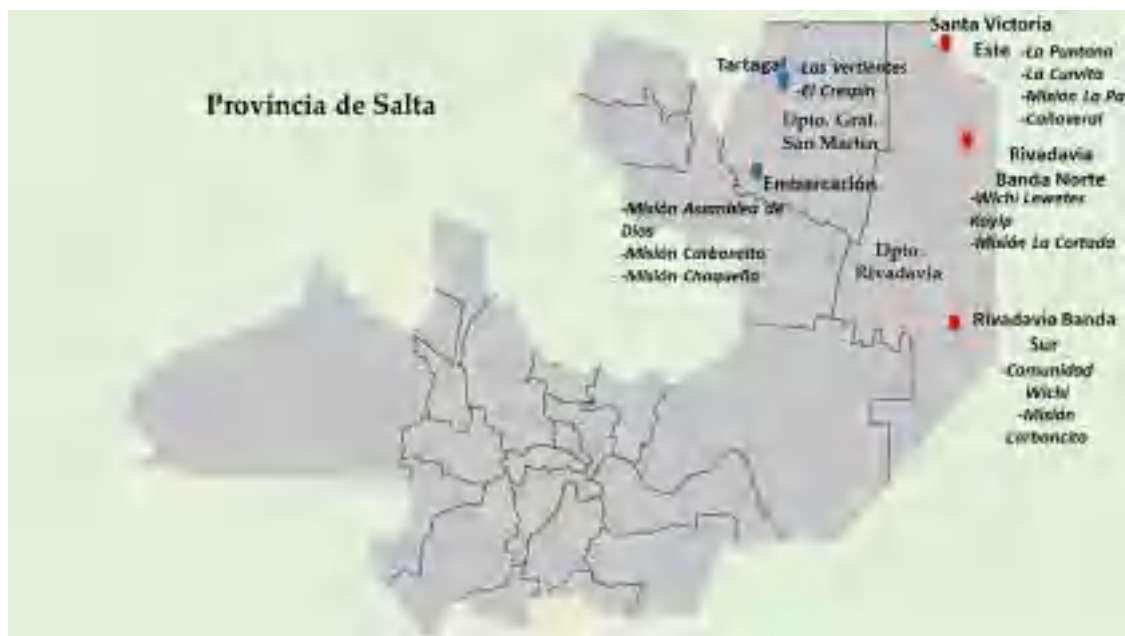 Provincia de Salta
Santa Victoria
Este -La Puntana
-La Curvita
-Misión La Pa
-Cañaveral
Tartagal -Las Vertientes
-El Crespin
Dpto. Gral.
San Martín
Embarcación
-Misión Asamblea de
Dios
-Misión Carboncito
-Misión Chaqueña
Rivadavia
Banda Norte
-Wichi Lewetes
Kayip
-Misión La Cortada
Dpto.
Rivadavia
Rivadavia Banda
Sur
-Comunidad
Wichi
-Misión
Carboncito